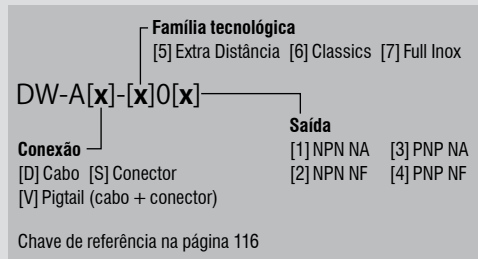 Família tecnológica
[5] Extra Distância [6] Classics [7] Full Inox
DW-A[x]-[x]0[x]
Saída
[1] NPN NA [3] PNP NA
[2] NPN NF [4] PNP NF
Conexão
[D] Cabo [S] Conector
[V] Pigtail (cabo + conector)
Chave de referência na página 116